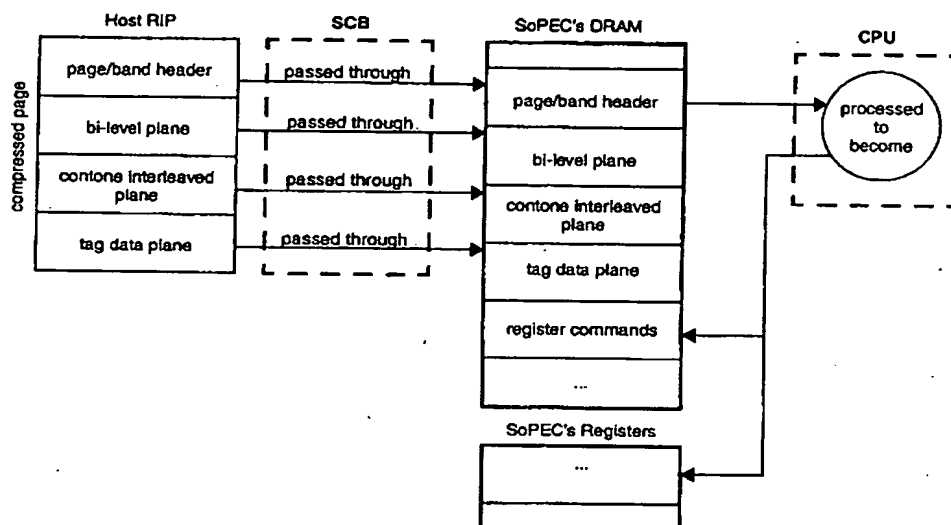 Host RIP
SCB
SoPEC's DRAM
CPU
compressed page
page/band header
bi-level plane
contone interleaved
plane
tag data plane
passed through
passed through
passed through
passed through
page/band header
bi-level plane
contone interleaved
plane
tag data plane
register commands
...
processed
to
become
SoPEC's Registers
...